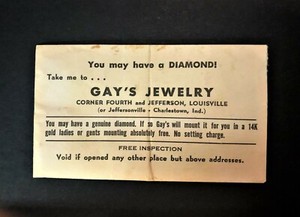 You may have a DIAMOND!
Take me to . . .
GAY'S JEWELRY
CORNER FOURTH and JEFFERSON, LOUISVILLE
(or Jeffersonville - Charlestown, Ind.)
You may have a genuine diamond. If so Gay's will mount it for you in a 14K
gold ladies or gents mounting absolutely free. No setting charge.
FREE INSPECTION
Void if opened any other place but above addresses.